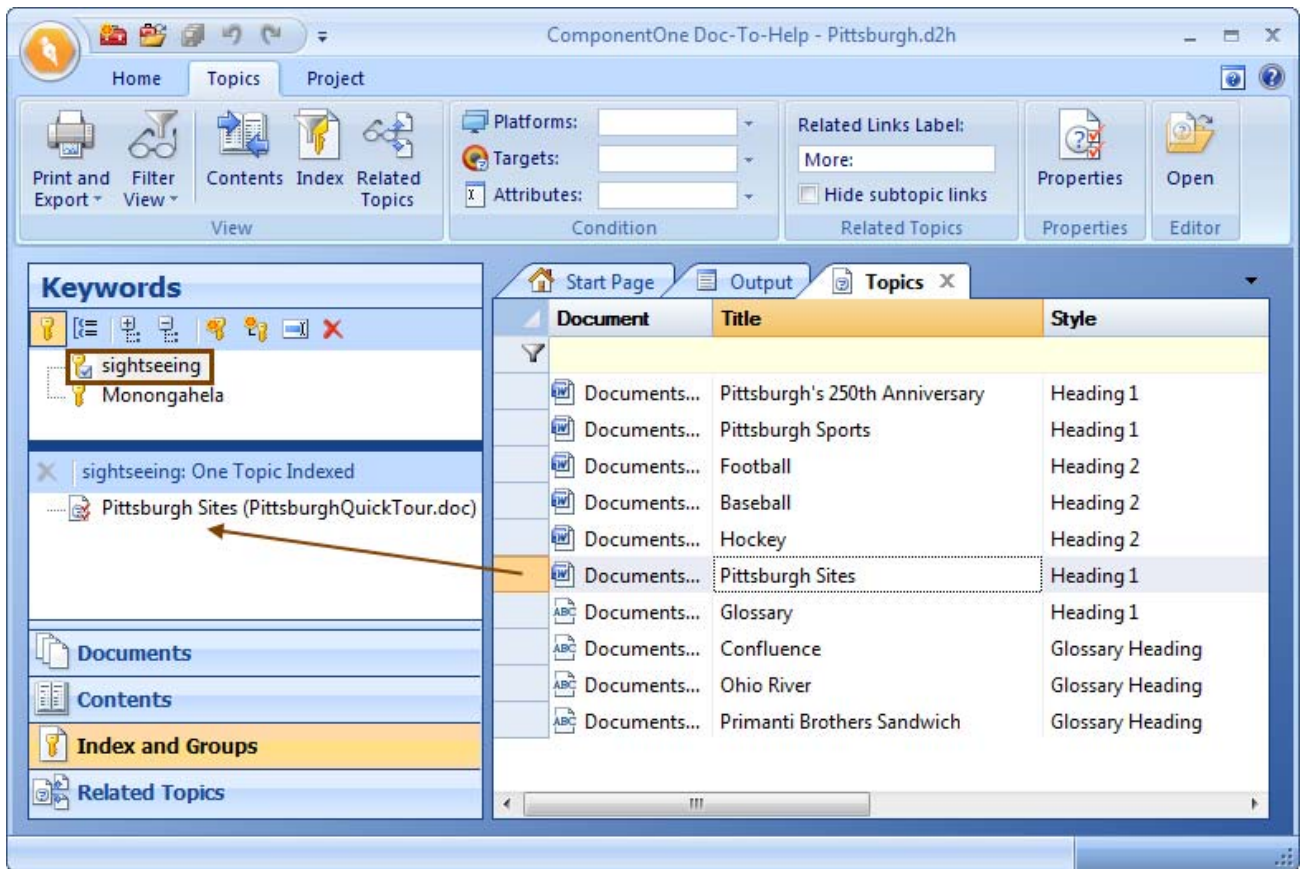 ComponentOne Doc-To-Help - Pittsburgh.d2h
Home Topics Project
Print and Export
Filter View
Contents
Index
Related Topics
View
Platforms:
Targets:
Attributes:
Condition
Related Links Label:
More:
Hide subtopic links
Related Topics
Properties
Properties
Open
Editor
Keywords
sightseeing
Monongahela
sightseeing: One Topic Indexed
Pittsburgh Sites (PittsburghQuickTour.doc)
Documents
Contents
Index and Groups
Related Topics
Start Page Output Topics
Document Title Style
Documents... Pittsburgh's 250th Anniversary Heading 1
Documents... Pittsburgh Sports Heading 1
Documents... Football Heading 2
Documents... Baseball Heading 2
Documents... Hockey Heading 2
Documents... Pittsburgh Sites Heading 1
Documents... Glossary Heading 1
Documents... Confluence Glossary Heading
Documents... Ohio River Glossary Heading
Documents... Primanti Brothers Sandwich Glossary Heading